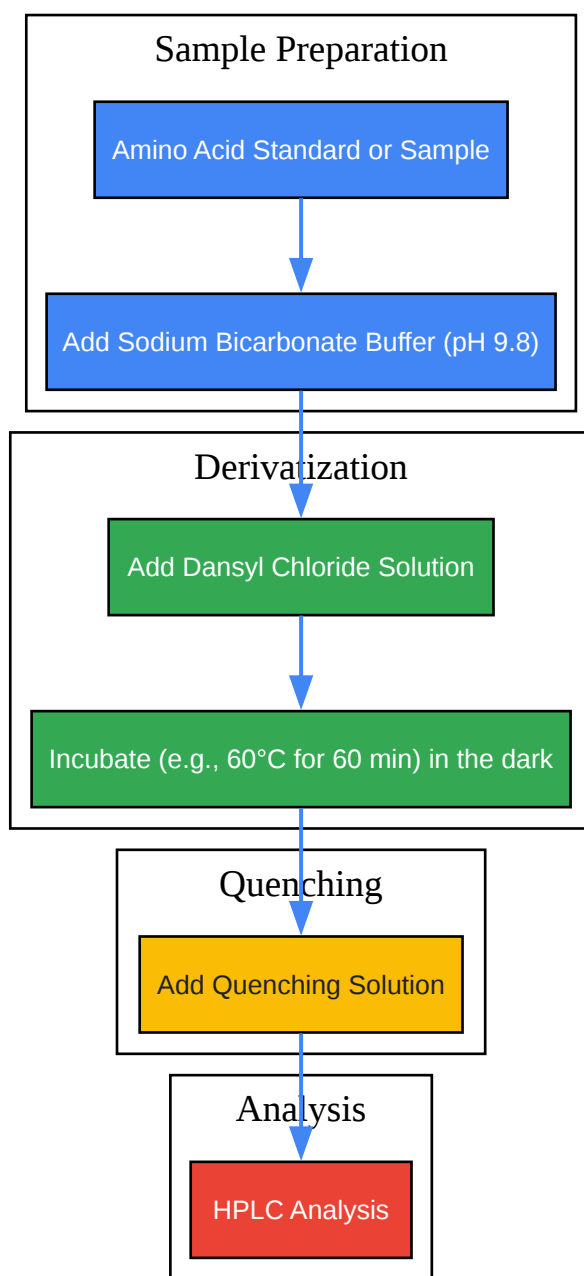 Sample Preparation
Amino Acid Standard or Sample
Add Sodium Bicarbonate Buffer (pH 9.8)
Derivatization
Add Dansyl Chloride Solution
Incubate (e.g., 60°C for 60 min) in the dark
Quenching
Add Quenching Solution
Analysis
HPLC Analysis